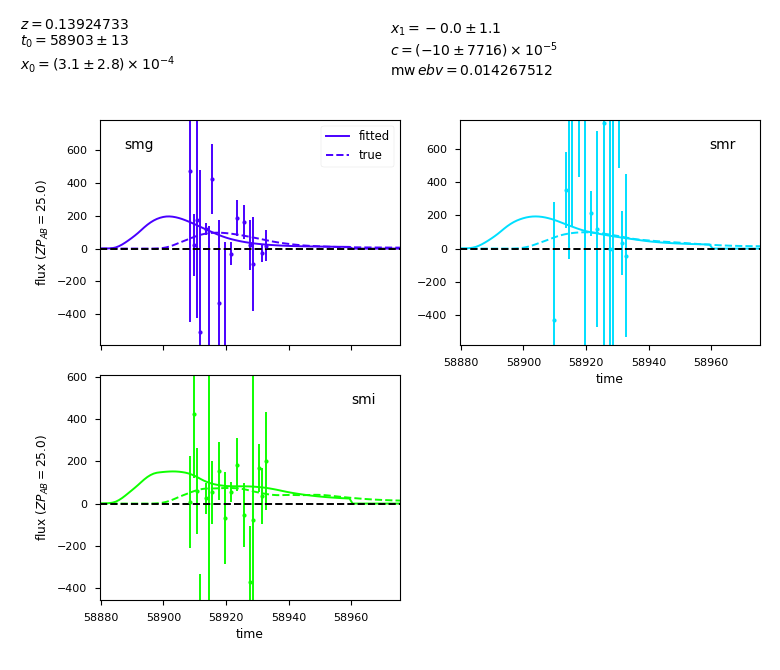 z = 0.13924733
t₀ = 58903 ± 13
x₀ = (3.1 ± 2.8) × 10⁻⁴
x₁ = − 0.0 ± 1.1
c = (−10 ± 7716) × 10⁻⁵
mw ebv = 0.014267512
smg
fitted
true
600
400
200
0
−200
−400
flux (ZP_AB = 25.0)
smr
600
400
200
0
−200
−400
58880 58900 58920 58940 58960
time
smi
600
400
200
0
−200
−400
flux (ZP_AB = 25.0)
58880 58900 58920 58940 58960
time